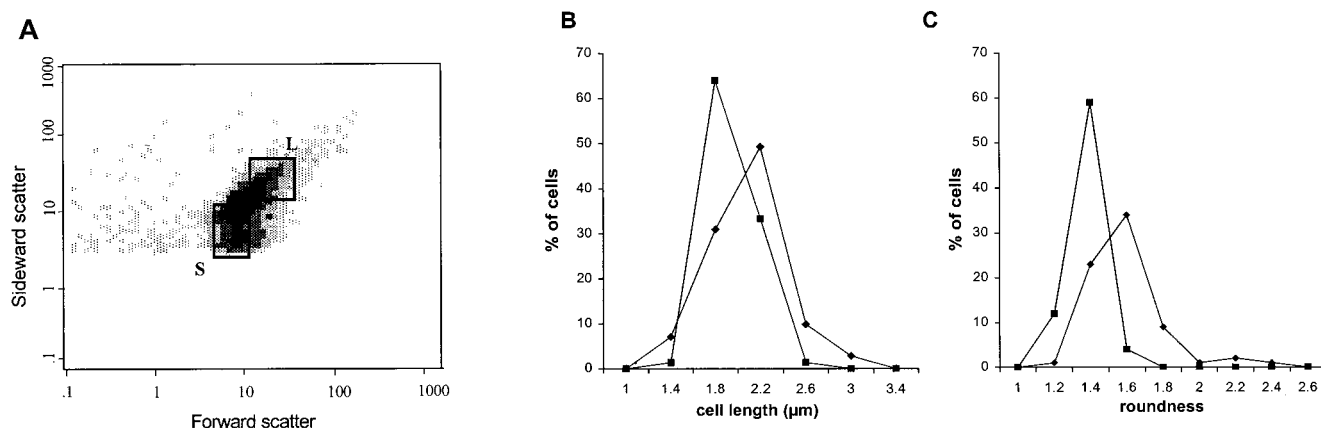 A
Sideward scatter
1000
100
10
1
.1
L
S
.1 1 10 100 1000
Forward scatter
B
% of cells
70
60
50
40
30
20
10
0
1 1.4 1.8 2.2 2.6 3 3.4
cell length (µm)
C
% of cells
70
60
50
40
30
20
10
0
1 1.2 1.4 1.6 1.8 2 2.2 2.4 2.6
roundness